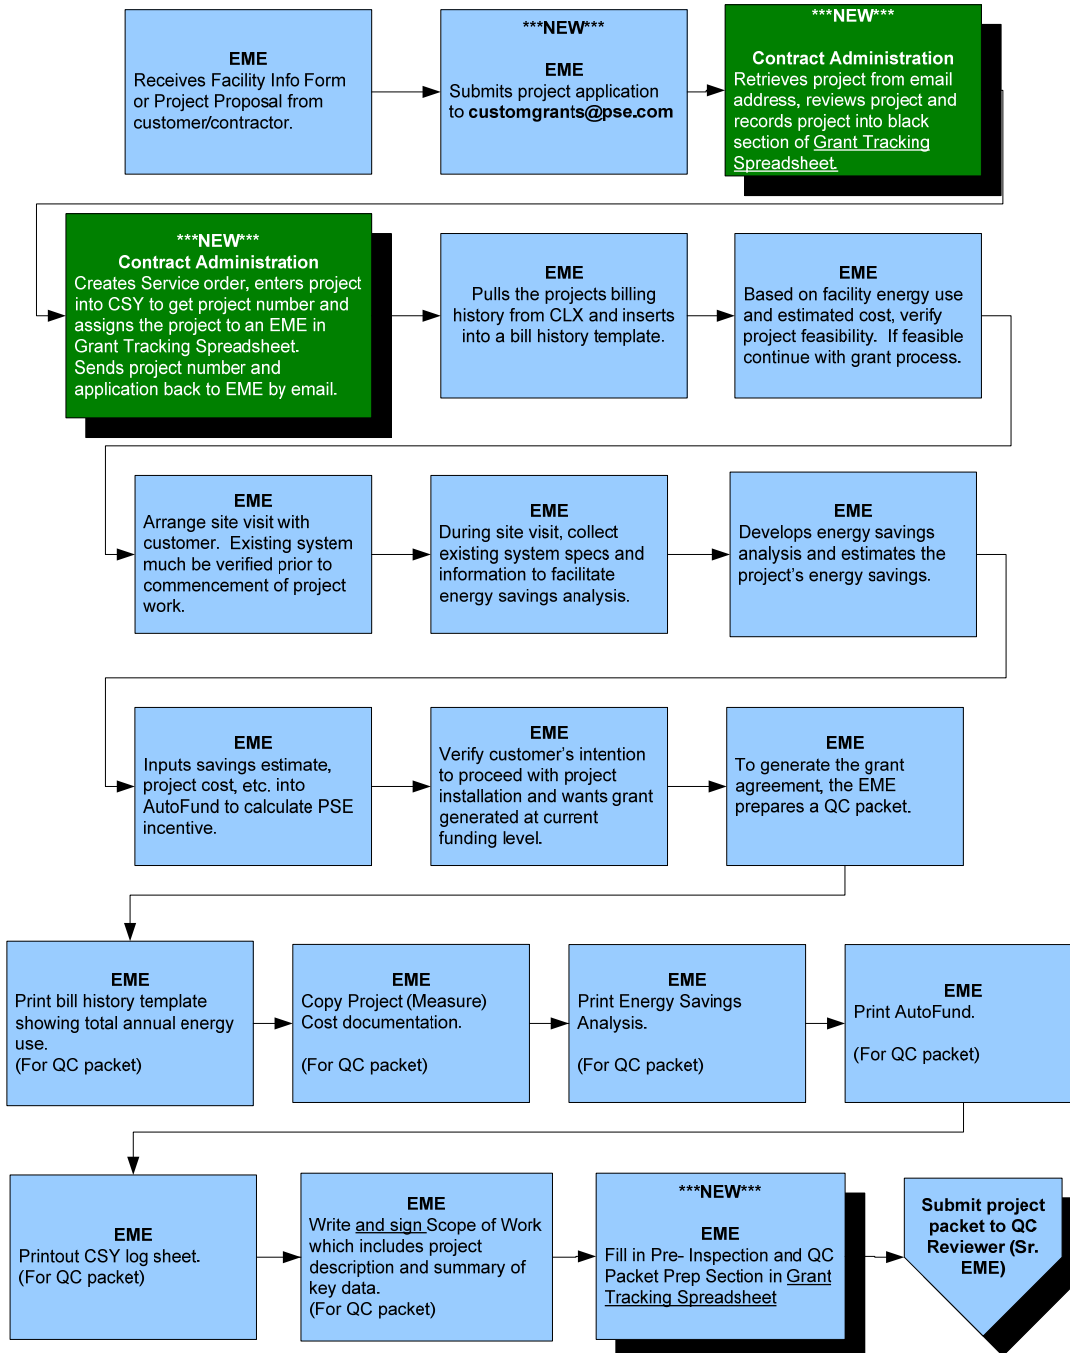 EME
Receives Facility Info Form
or Project Proposal from
customer/contractor.
***NEW***
EME
Submits project application
to customgrants@pse.com
***NEW***
Contract Administration
Retrieves project from email
address, reviews project and
records project into black
section of Grant Tracking
Spreadsheet.
***NEW***
Contract Administration
Creates Service order, enters project
into CSY to get project number and
assigns the project to an EME in
Grant Tracking Spreadsheet.
Sends project number and
application back to EME by email.
EME
Pulls the projects billing
history from CLX and inserts
into a bill history template.
EME
Based on facility energy use
and estimated cost, verify
project feasibility.  If feasible
continue with grant process.
EME
Arrange site visit with
customer.  Existing system
much be verified prior to
commencement of project
work.
EME
During site visit, collect
existing system specs and
information to facilitate
energy savings analysis.
EME
Develops energy savings
analysis and estimates the
project's energy savings.
EME
Inputs savings estimate,
project cost, etc. into
AutoFund to calculate PSE
incentive.
EME
Verify customer's intention
to proceed with project
installation and wants grant
generated at current
funding level.
EME
To generate the grant
agreement, the EME
prepares a QC packet.
EME
Print bill history template
showing total annual energy
use.
(For QC packet)
EME
Copy Project (Measure)
Cost documentation.
(For QC packet)
EME
Print Energy Savings
Analysis.
(For QC packet)
EME
Print AutoFund.
(For QC packet)
EME
Printout CSY log sheet.
(For QC packet)
EME
Write and sign Scope of Work
which includes project
description and summary of
key data.
(For QC packet)
***NEW***
EME
Fill in Pre- Inspection and QC
Packet Prep Section in Grant
Tracking Spreadsheet
Submit project
packet to QC
Reviewer (Sr.
EME)